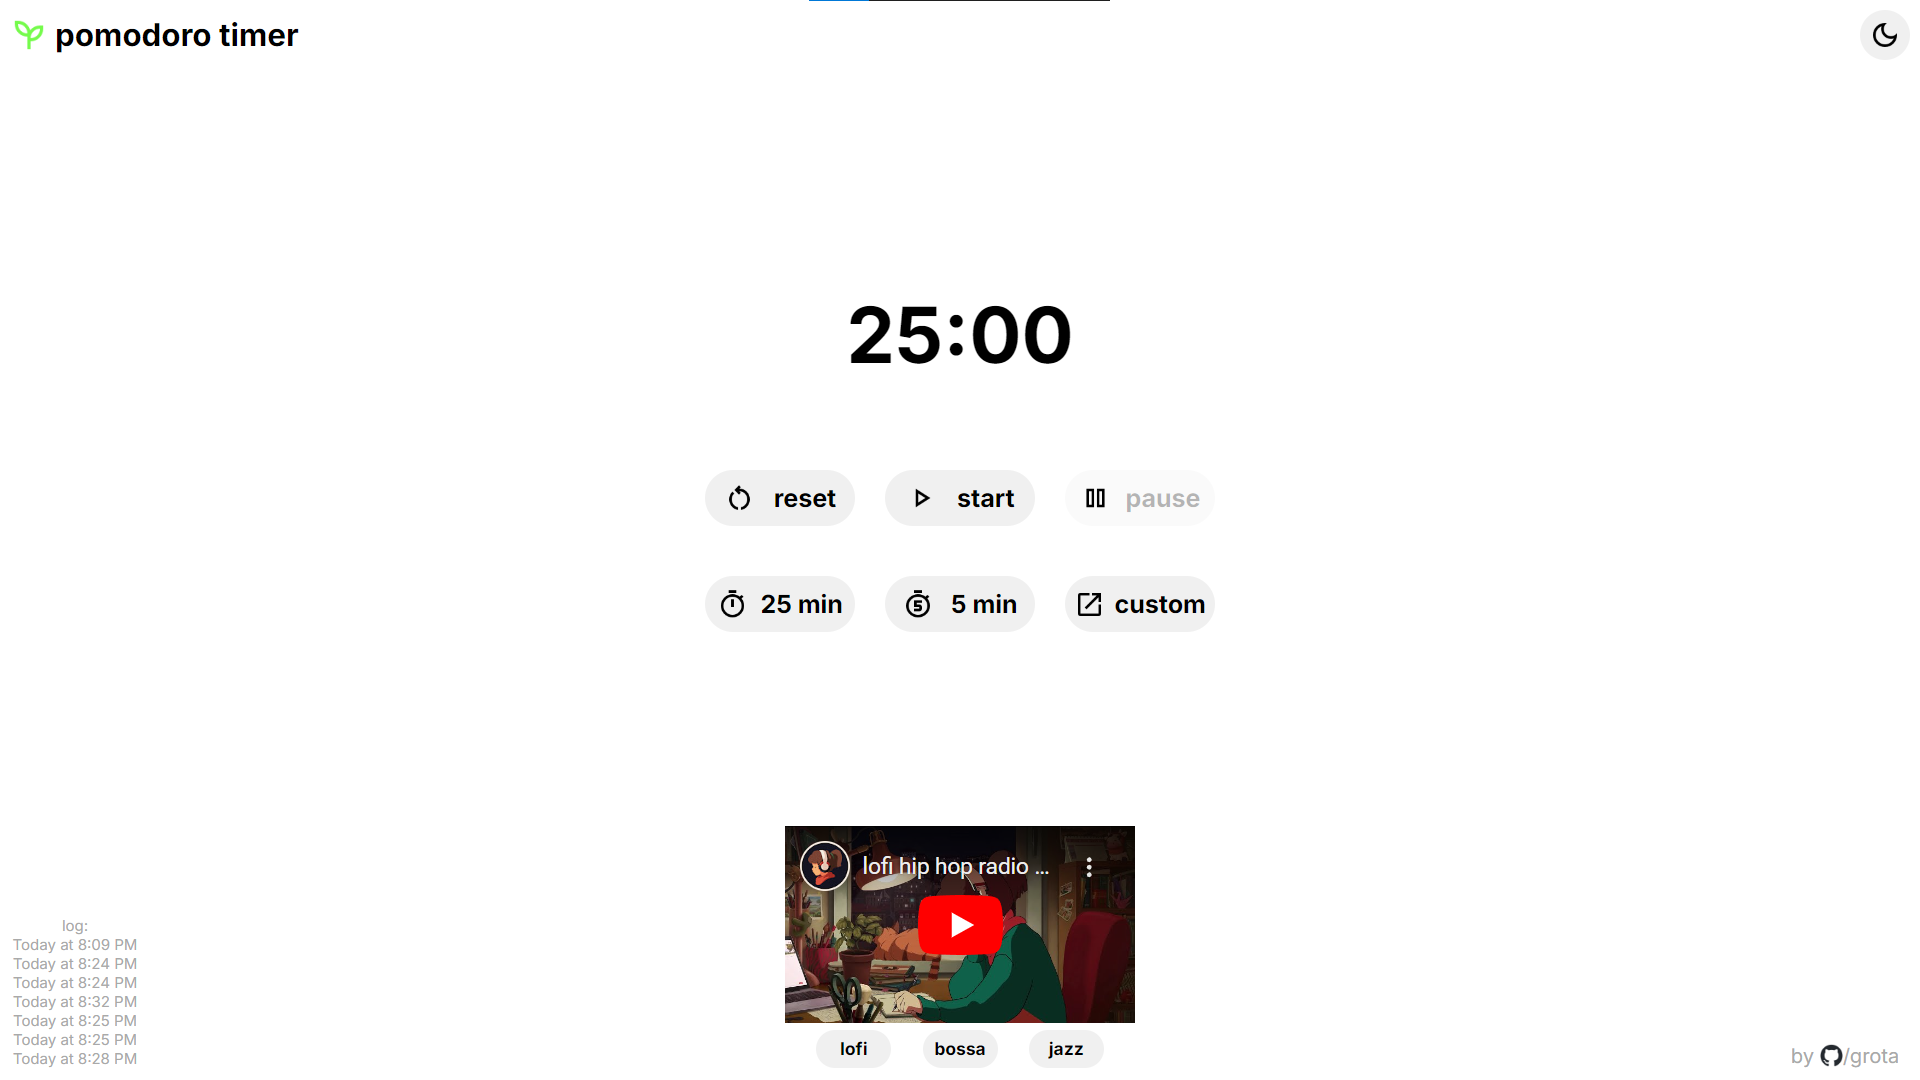 pomodoro timer
25:00
reset
start
pause
25 min
5 min
custom
lofi hip hop radio ...
lofi
bossa
jazz
log:
Today at 8:09 PM
Today at 8:24 PM
Today at 8:24 PM
Today at 8:32 PM
Today at 8:25 PM
Today at 8:25 PM
Today at 8:28 PM
by /grota